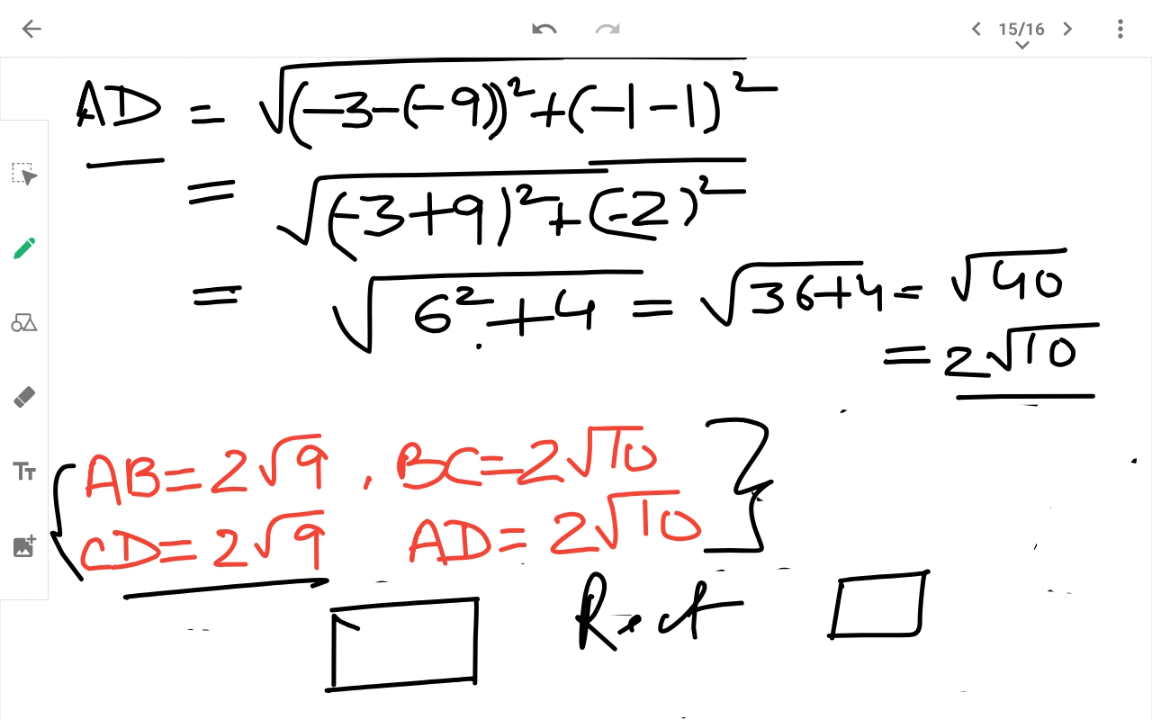 15/16
AD = √(-3-(-9))²+(-1-1)²
= √(-3+9)²+(-2)²
= √6²+4 = √36+4 = √40
= 2√10
{ AB=2√9 , BC=2√10 }
CD=2√9 AD=2√10
Rect
Tт